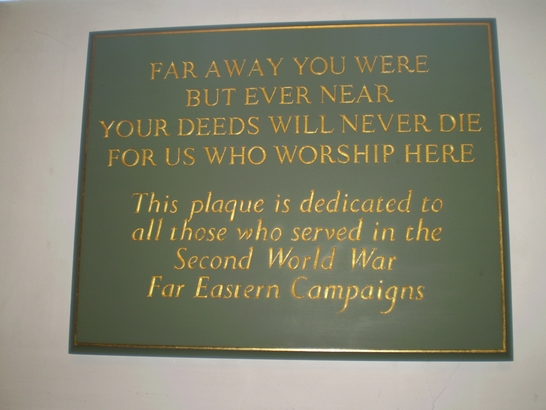 FAR AWAY YOU WERE
BUT EVER NEAR
YOUR DEEDS WILL NEVER DIE
FOR US WHO WORSHIP HERE
This plaque is dedicated to
all those who served in the
Second World War
Far Eastern Campaigns